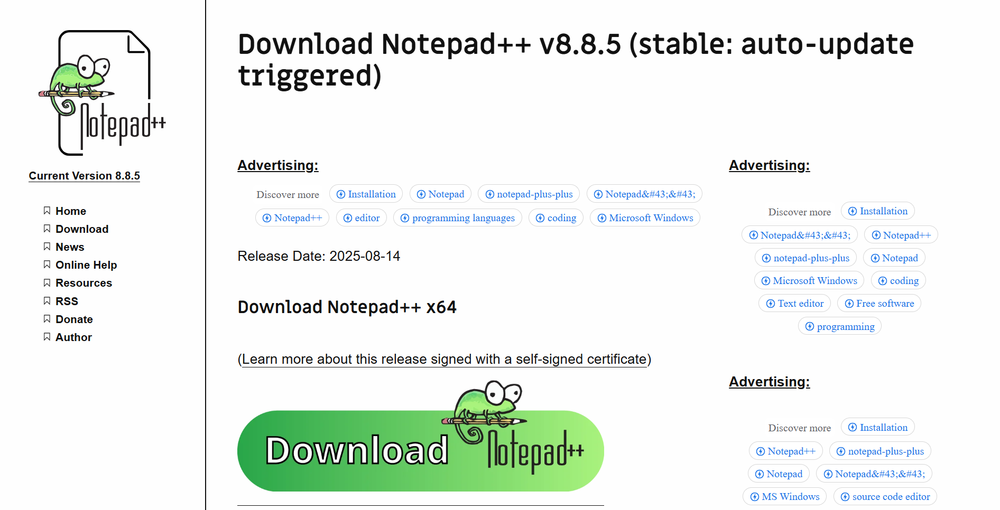 Notepad++
Current Version 8.8.5
Home
Download
News
Online Help
Resources
RSS
Donate
Author
Download Notepad++ v8.8.5 (stable: auto-update
triggered)
Advertising:
Discover more Installation Notepad notepad-plus-plus Notepad&#43;&#43;
Notepad++ editor programming languages coding Microsoft Windows
Release Date: 2025-08-14
Download Notepad++ x64
(Learn more about this release signed with a self-signed certificate)
Download Notepad++
Advertising:
Discover more Installation
Notepad&#43;&#43; Notepad++
notepad-plus-plus Notepad
Microsoft Windows coding
Text editor Free software
programming
Advertising:
Discover more Installation
Notepad++ notepad-plus-plus
Notepad Notepad&#43;&#43;
MS Windows source code editor